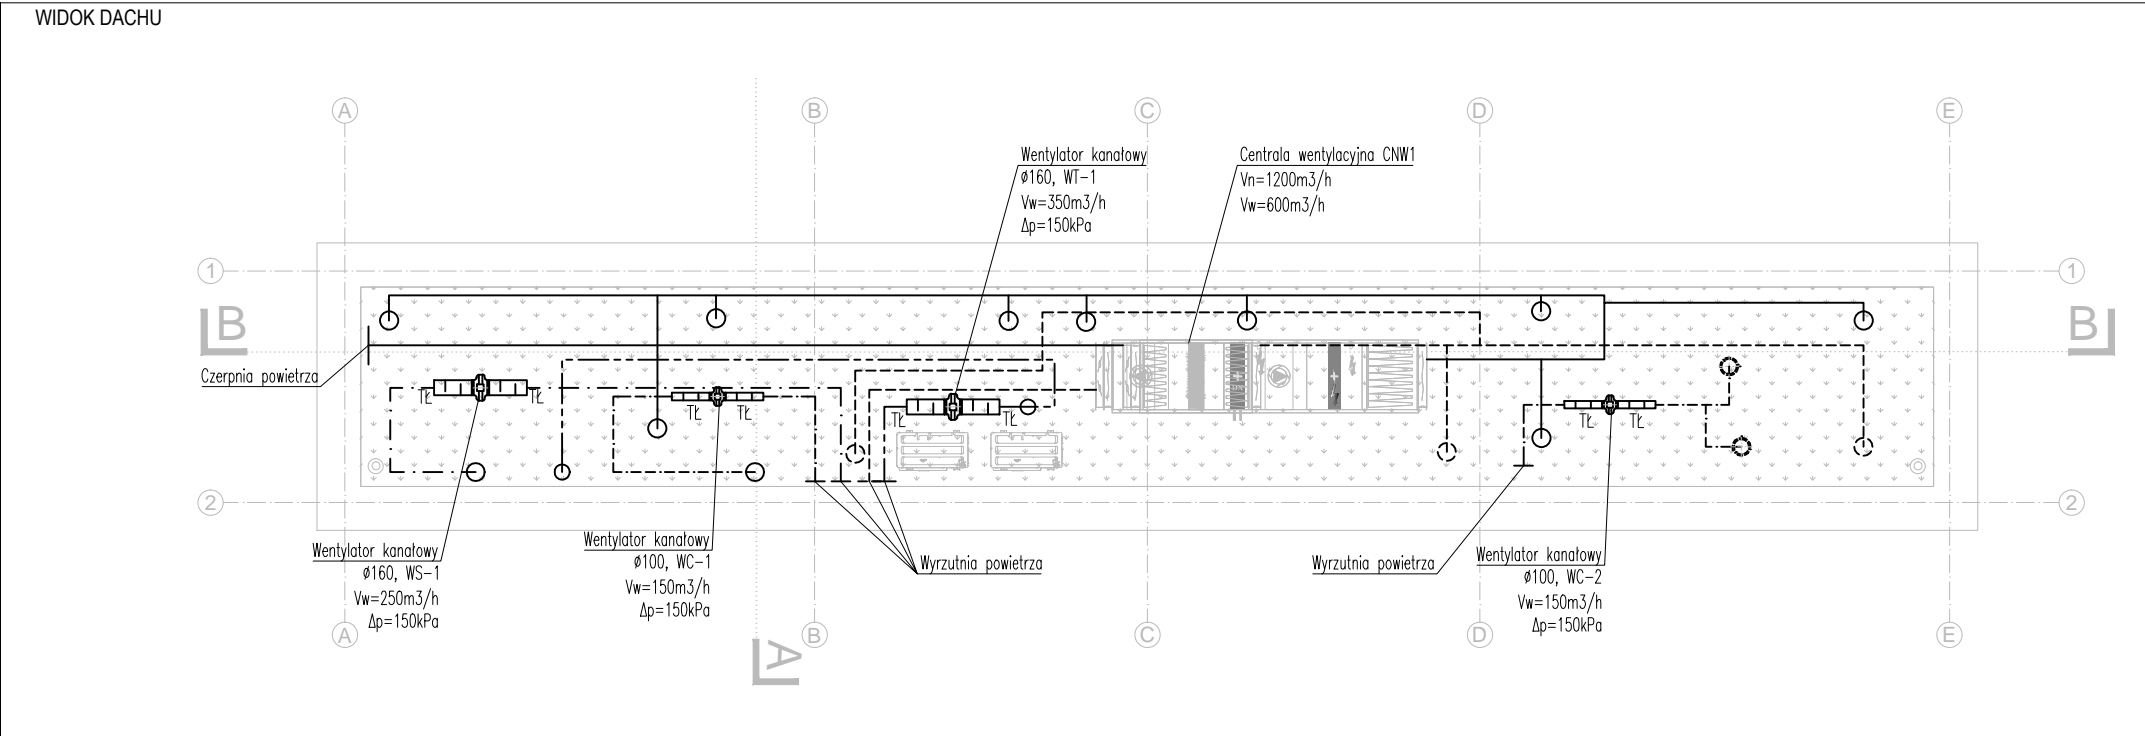 WIDOK DACHU
A
B
C
D
E
Wentylator kanałowy
ø160, WT-1
Vw=350m3/h
Δp=150kPa
Centrala wentylacyjna CNW1
Vn=1200m3/h
Vw=600m3/h
1
1
B
B
Czerpnia powietrza
TŁ
TŁ
TŁ
TŁ
TŁ
TŁ
TŁ
TŁ
2
2
Wentylator kanałowy
ø160, WS-1
Vw=250m3/h
Δp=150kPa
Wentylator kanałowy
ø100, WC-1
Vw=150m3/h
Δp=150kPa
Wyrzutnia powietrza
Wyrzutnia powietrza
Wentylator kanałowy
ø100, WC-2
Vw=150m3/h
Δp=150kPa
A
B
C
D
E
A